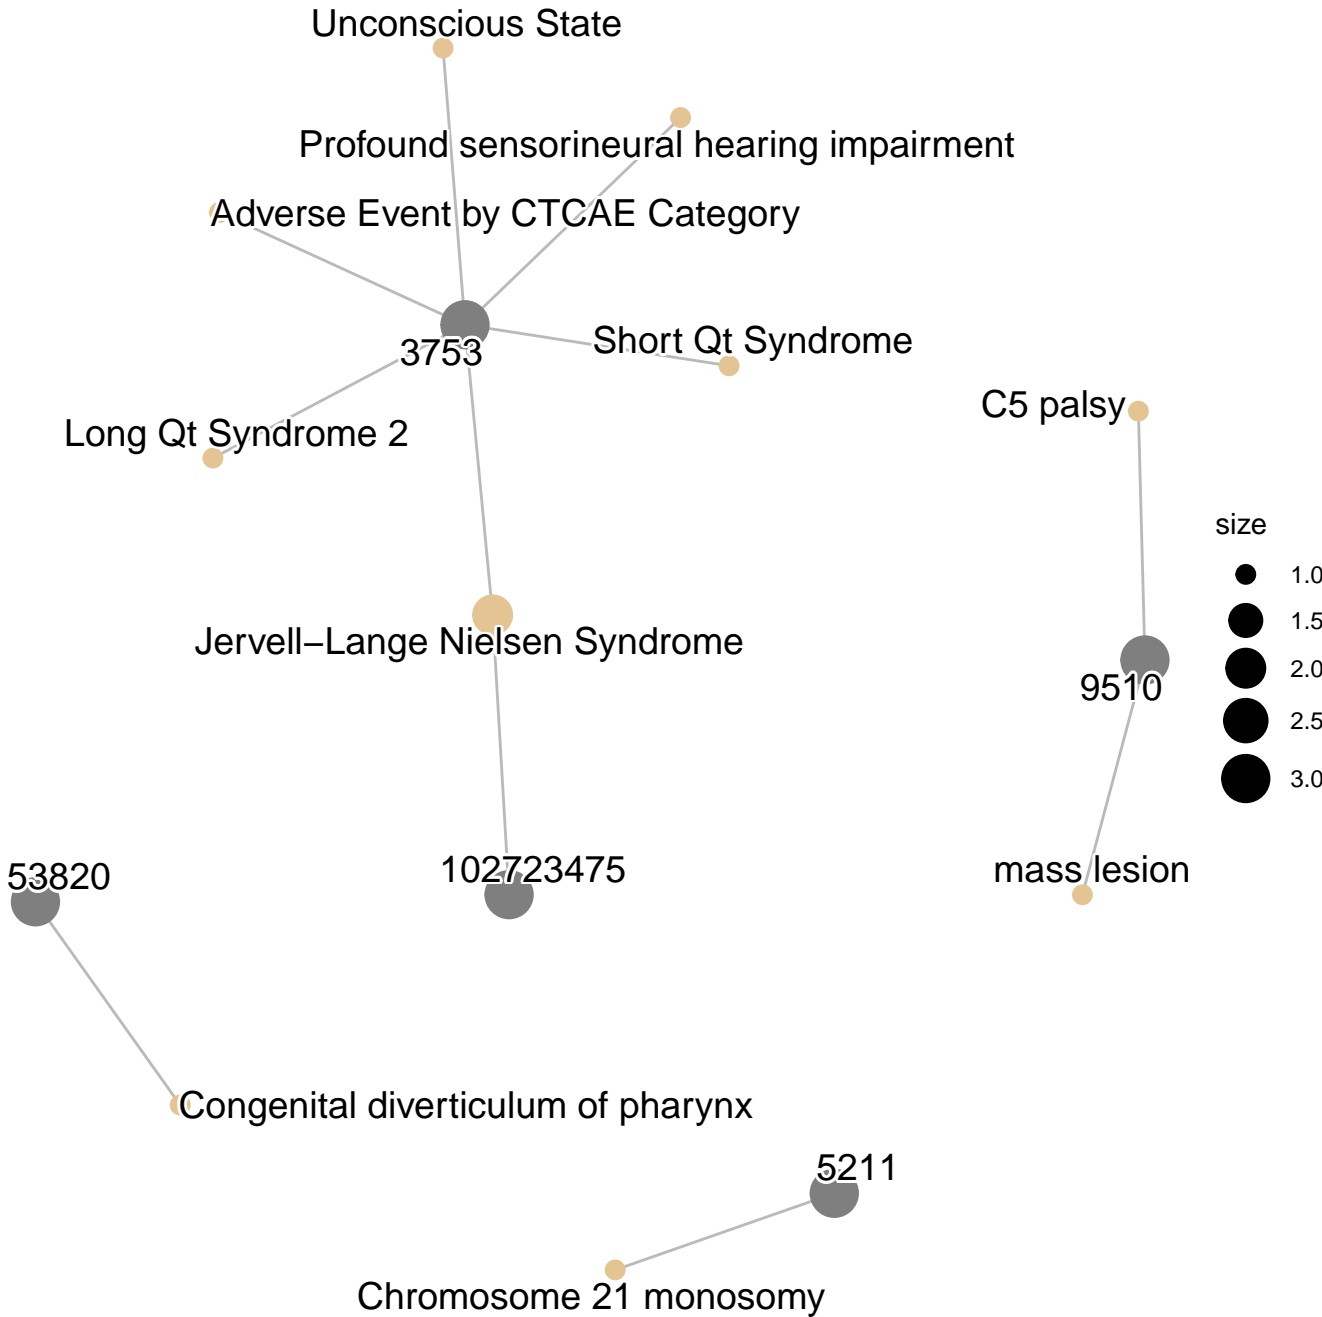 Unconscious State
Profound sensorineural hearing impairment
Adverse Event by CTCAE Category
3753
Short Qt Syndrome
Long Qt Syndrome 2
C5 palsy
size
1.0
1.5
2.0
2.5
3.0
Jervell−Lange Nielsen Syndrome
9510
53820
102723475
mass lesion
Congenital diverticulum of pharynx
5211
Chromosome 21 monosomy